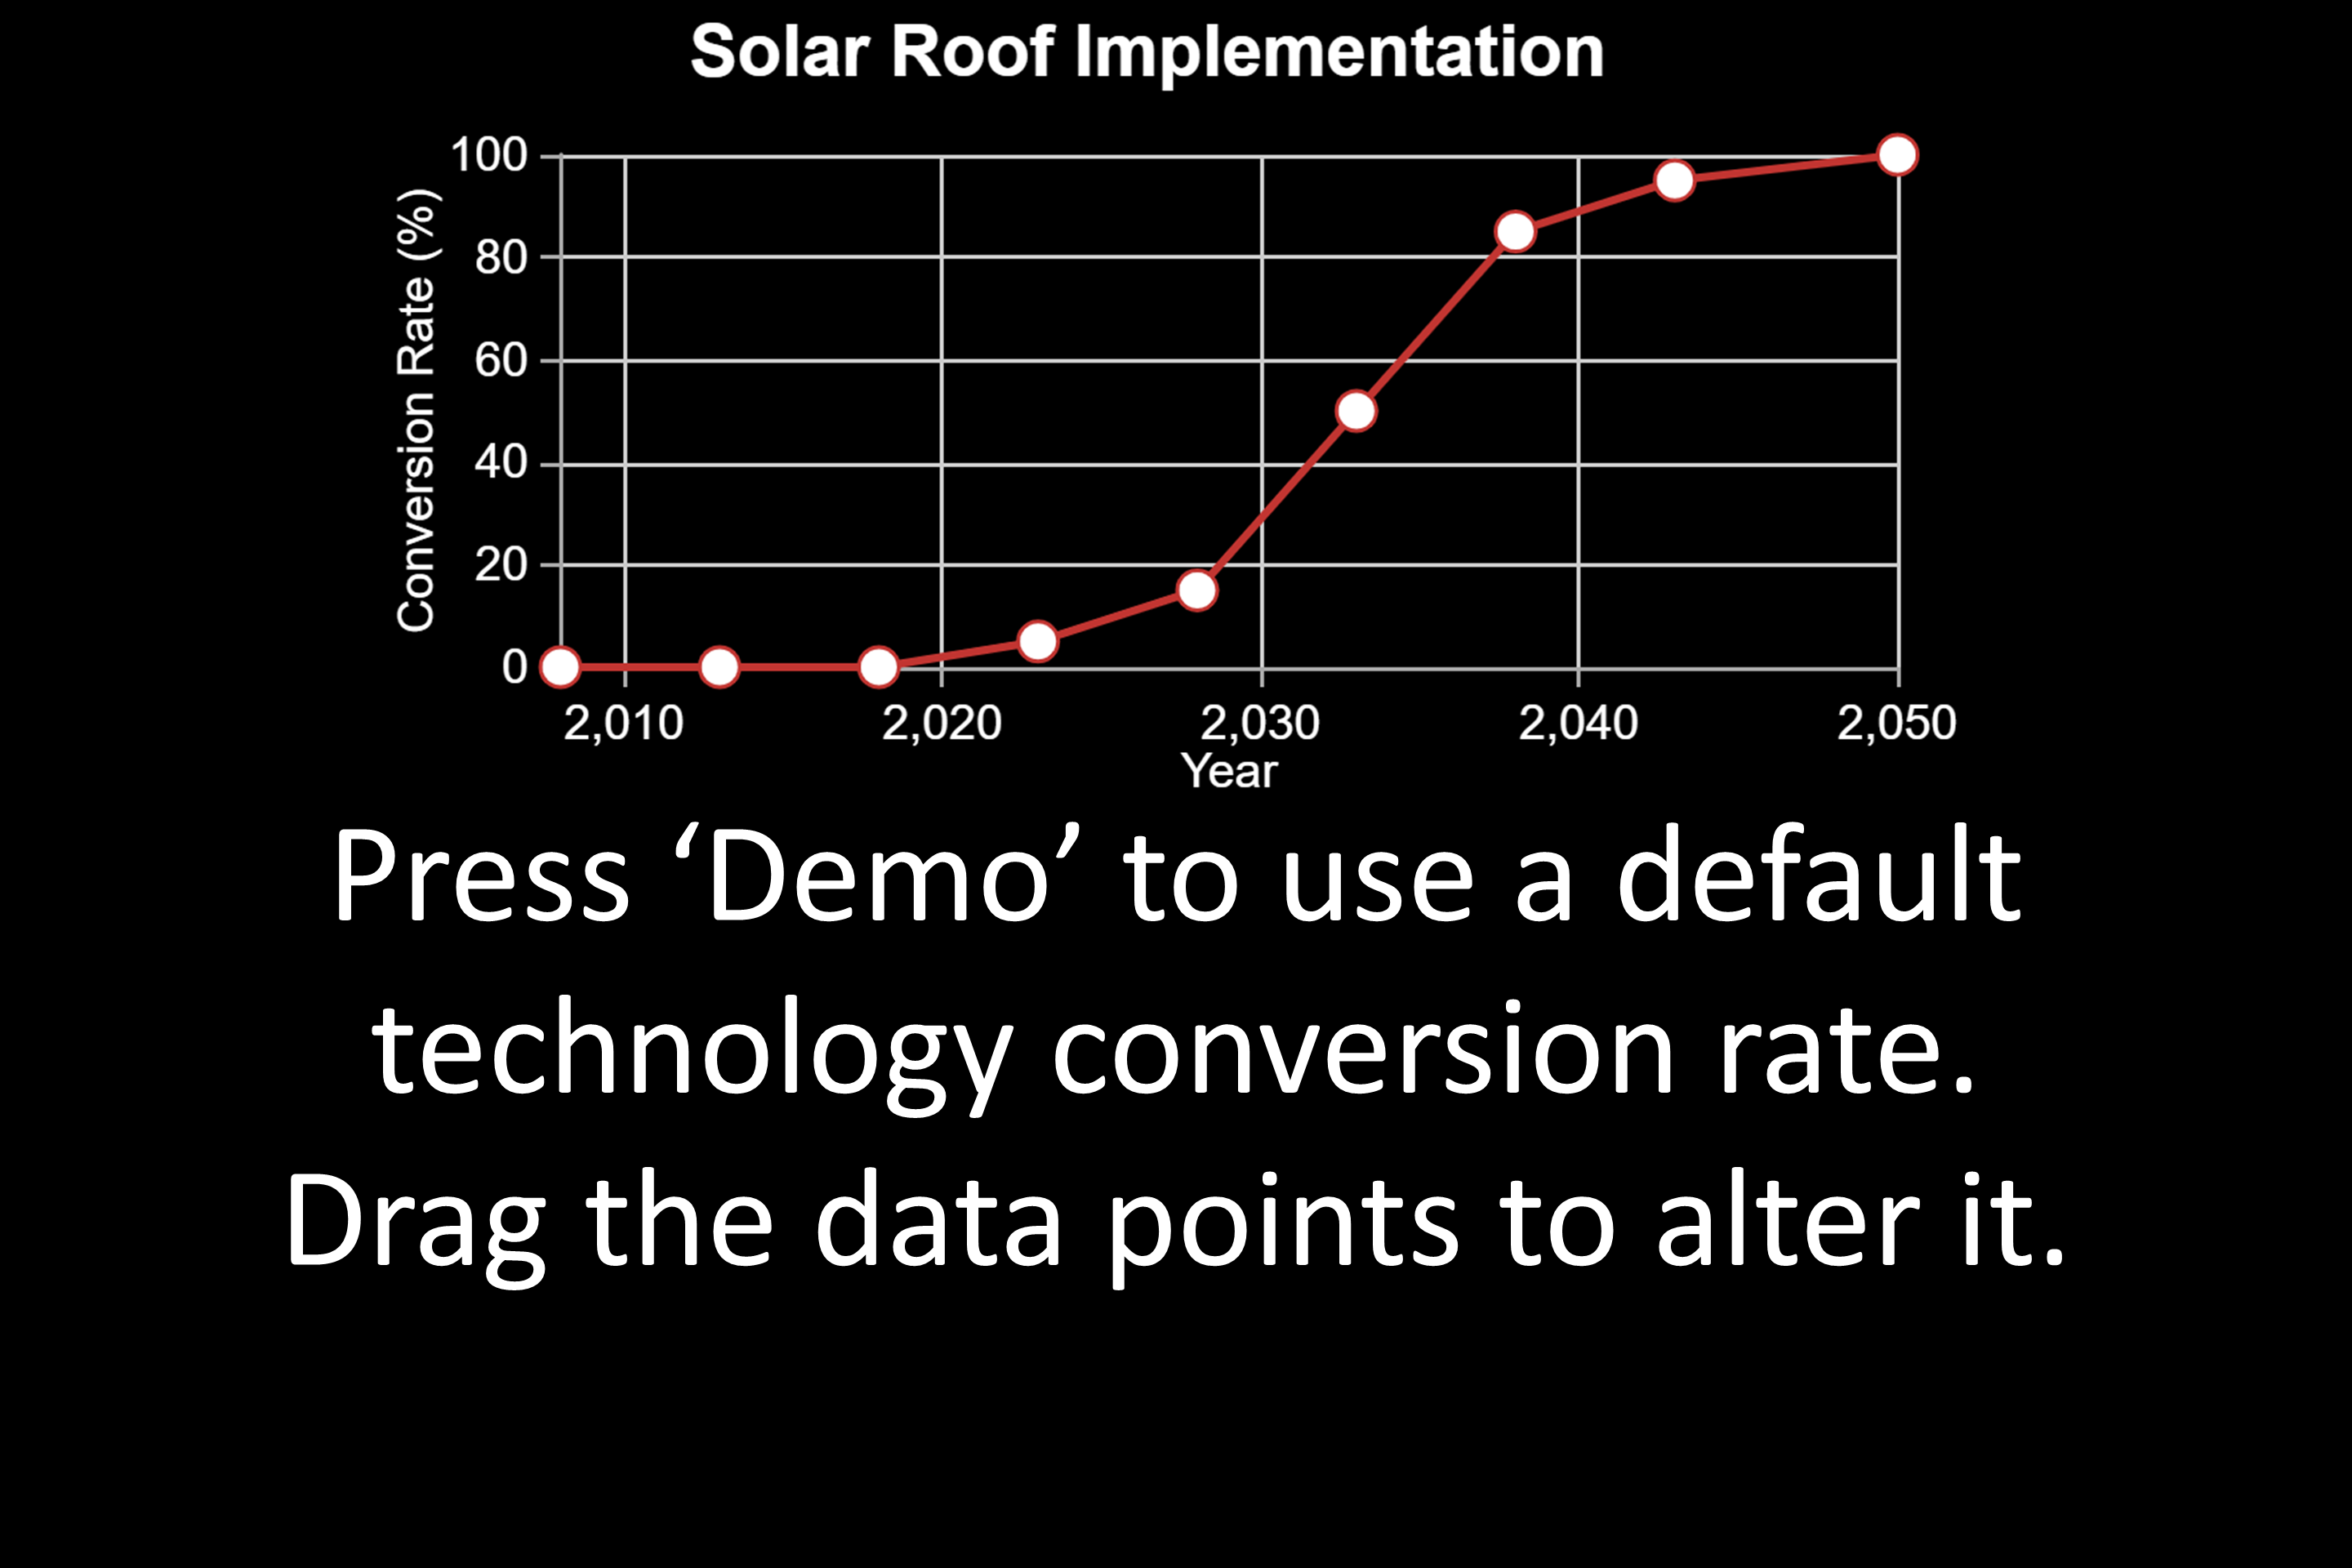 Solar Roof Implementation
Conversion Rate (%)
100
80
60
40
20
0
2,010 2,020 2,030 2,040 2,050
Year
Press ‘Demo’ to use a default
technology conversion rate.
Drag the data points to alter it.